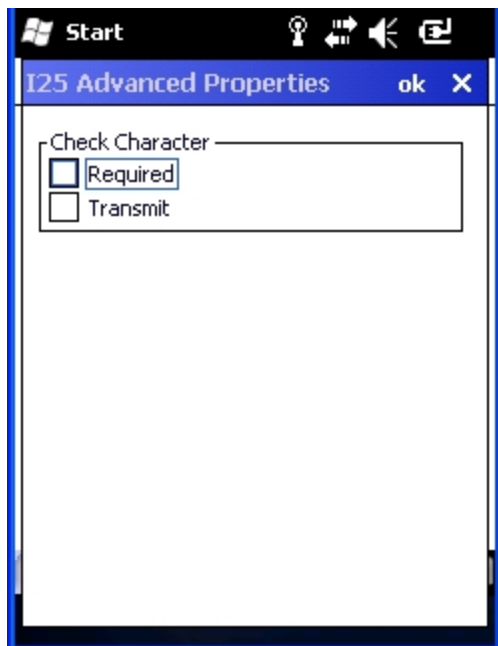 Start
I25 Advanced Properties ok X
Check Character
Required
Transmit